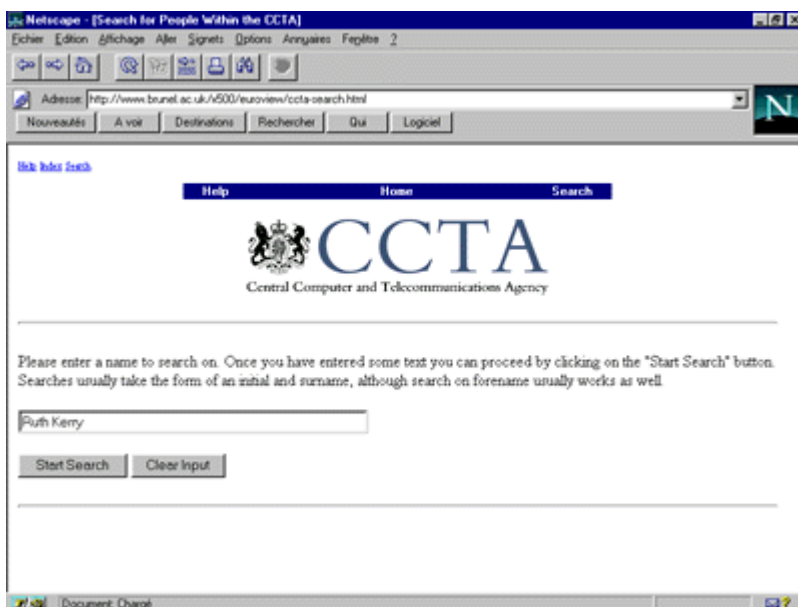 Netscape - [Search for People Within the CCTA]
Fichier Edition Affichage Aller Signets Options Annuaires Fenêtre ?
Adresse: http://www.brunel.ac.uk/x500/euroview/ccta-search.html
N
Nouveautés A voir Destinations Rechercher Qui Logiciel
Help Index Search
Help Home Search
CCTA
Central Computer and Telecommunications Agency
Please enter a name to search on. Once you have entered some text you can proceed by clicking on the "Start Search" button.
Searches usually take the form of an initial and surname, although search on forename usually works as well.
Ruth Kerry
Start Search Clear Input
Document: Chargé